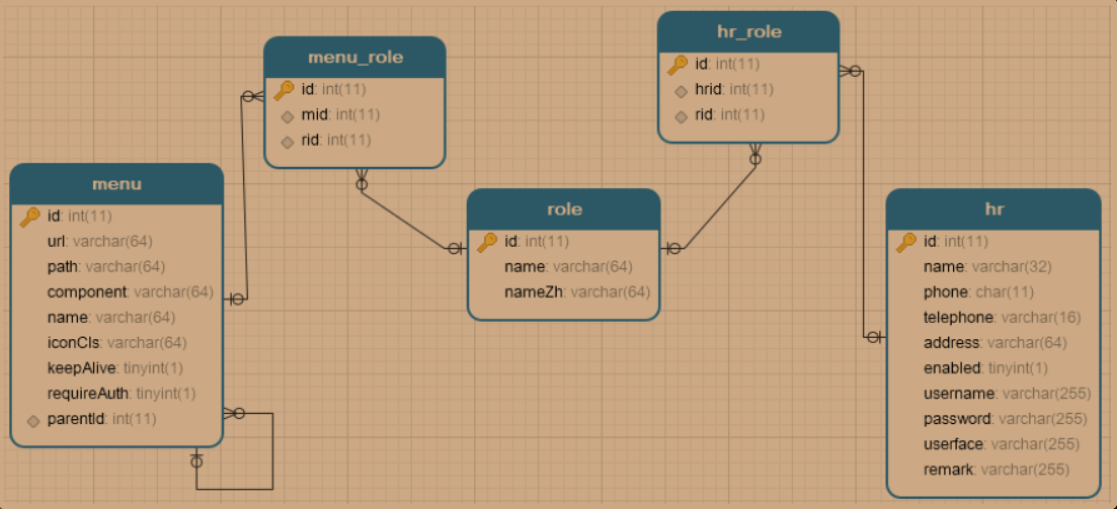 menu_role
id: int(11)
mid: int(11)
rid: int(11)
hr_role
id: int(11)
hrid: int(11)
rid: int(11)
menu
id: int(11)
url: varchar(64)
path: varchar(64)
component: varchar(64)
name: varchar(64)
iconCls: varchar(64)
keepAlive: tinyint(1)
requireAuth: tinyint(1)
parentId: int(11)
role
id: int(11)
name: varchar(64)
nameZh: varchar(64)
hr
id: int(11)
name: varchar(32)
phone: char(11)
telephone: varchar(16)
address: varchar(64)
enabled: tinyint(1)
username: varchar(255)
password: varchar(255)
userface: varchar(255)
remark: varchar(255)